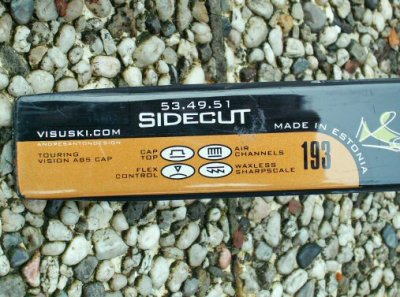 53.49.51
SIDECUT
VISUSKI.COM
ANDRESANTONDESIGN
MADE IN ESTONIA
TOURING
VISION ABS CAP
CAP
TOP
AIR
CHANNELS
FLEX
CONTROL
WAXLESS
SHARPSCALE
193